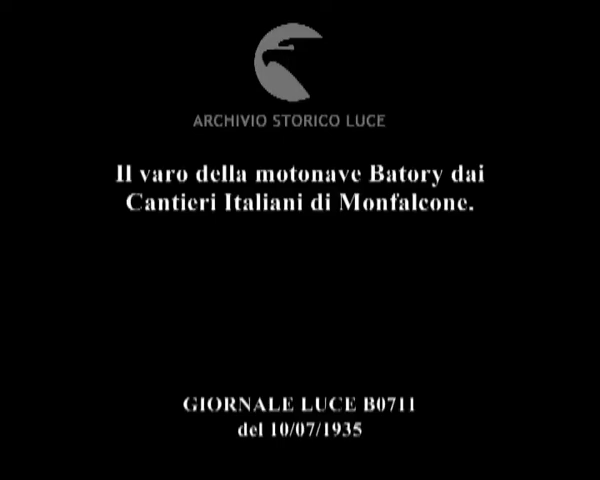 ARCHIVIO STORICO LUCE
Il varo della motonave Batory dai
Cantieri Italiani di Monfalcone.
GIORNALE LUCE B0711
del 10/07/1935